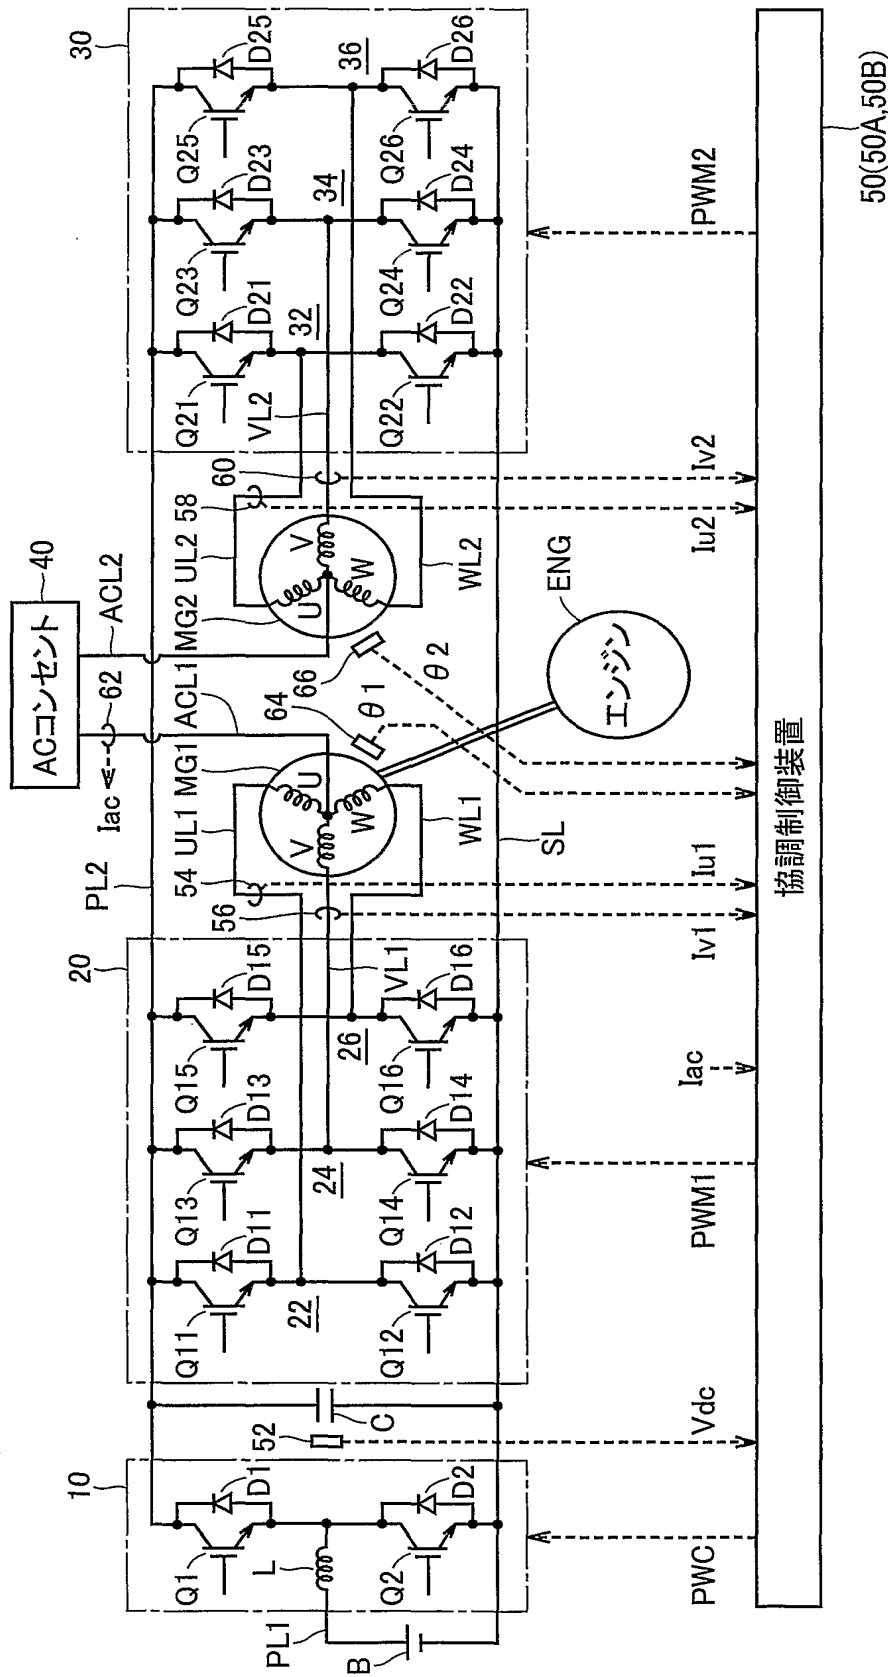 40
ACコンセント
Iac
62
ACL1
ACL2
PL2
UL1
MG1
MG2
UL2
10
20
30
Q1
D1
52
C
Q11
D11
Q13
D13
Q15
D15
54
56
U
V
W
64
66
U
V
W
58
60
VL2
Q21
D21
Q23
D23
Q25
D25
PL1
L
B
Q2
D2
22
24
26
VL1
Q12
D12
Q14
D14
Q16
D16
WL1
θ1
θ2
WL2
32
34
36
Q22
D22
Q24
D24
Q26
D26
SL
ENG
エンジン
PWC
Vdc
PWM1
Iac
Iv1
Iu1
Iu2
Iv2
PWM2
協調制御装置
50(50A,50B)